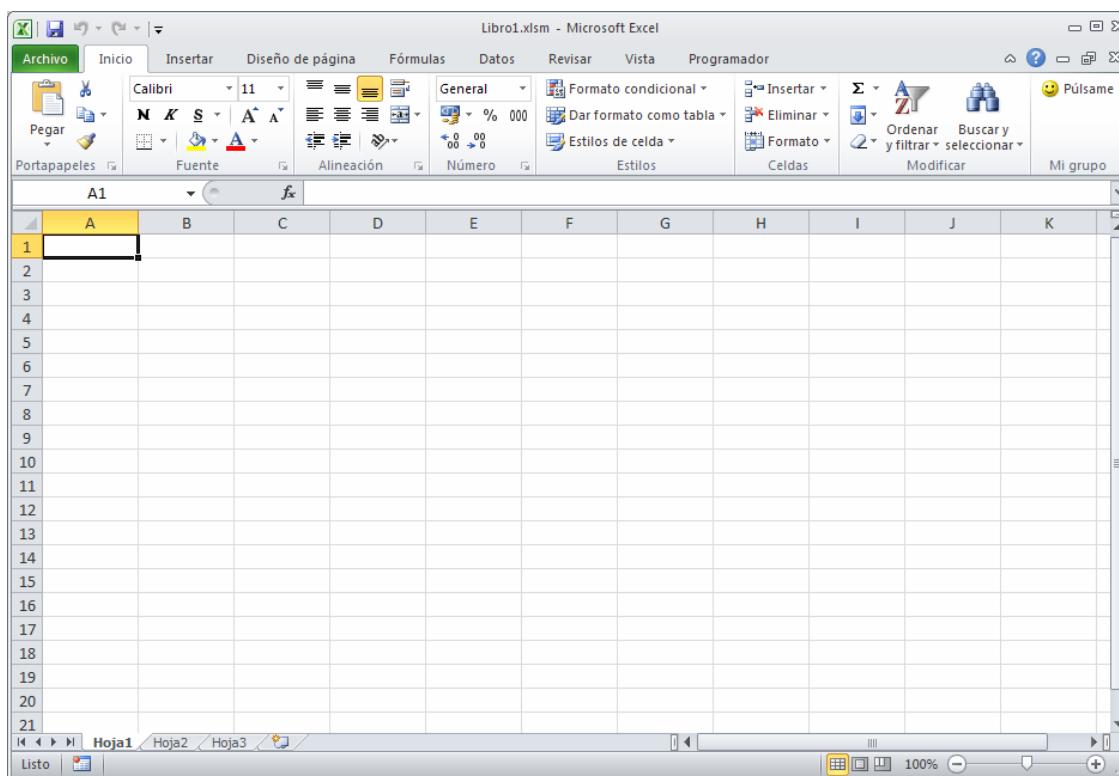 Libro1.xlsm - Microsoft Excel
Archivo Inicio Insertar Diseño de página Fórmulas Datos Revisar Vista Programador
Calibri 11 General Formato condicional Insertar Σ Púlsame
N K S A A % 000 Dar formato como tabla Eliminar
Pegar Ordenar y filtrar Buscar y seleccionar
A Estilos de celda Formato
Portapapeles Fuente Alineación Número Estilos Celdas Modificar Mi grupo
A1 fx
A B C D E F G H I J K
1
2
3
4
5
6
7
8
9
10
11
12
13
14
15
16
17
18
19
20
21
Hoja1 Hoja2 Hoja3
Listo 100%